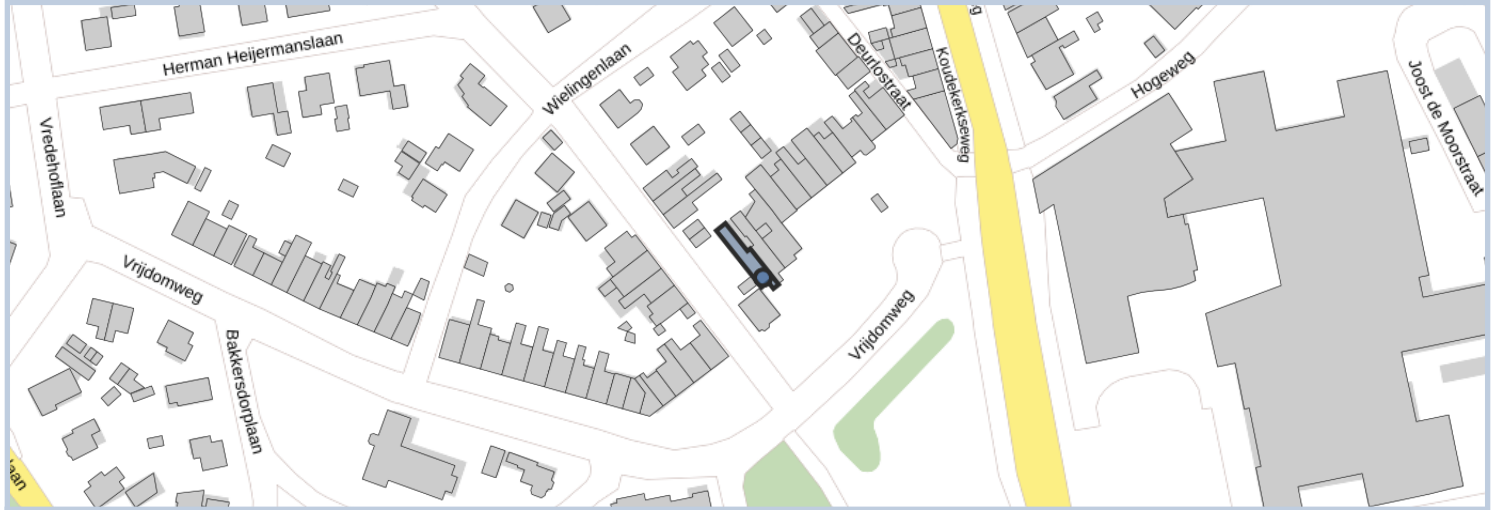 Herman Heijermanslaan
Wielingenlaan
Deurlostraat
Koudekerkseweg
Hogeweg
Joost de Moorstraat
Vredehoflaan
Vrijdomweg
Bakkersdorplaan
Vrijdomweg